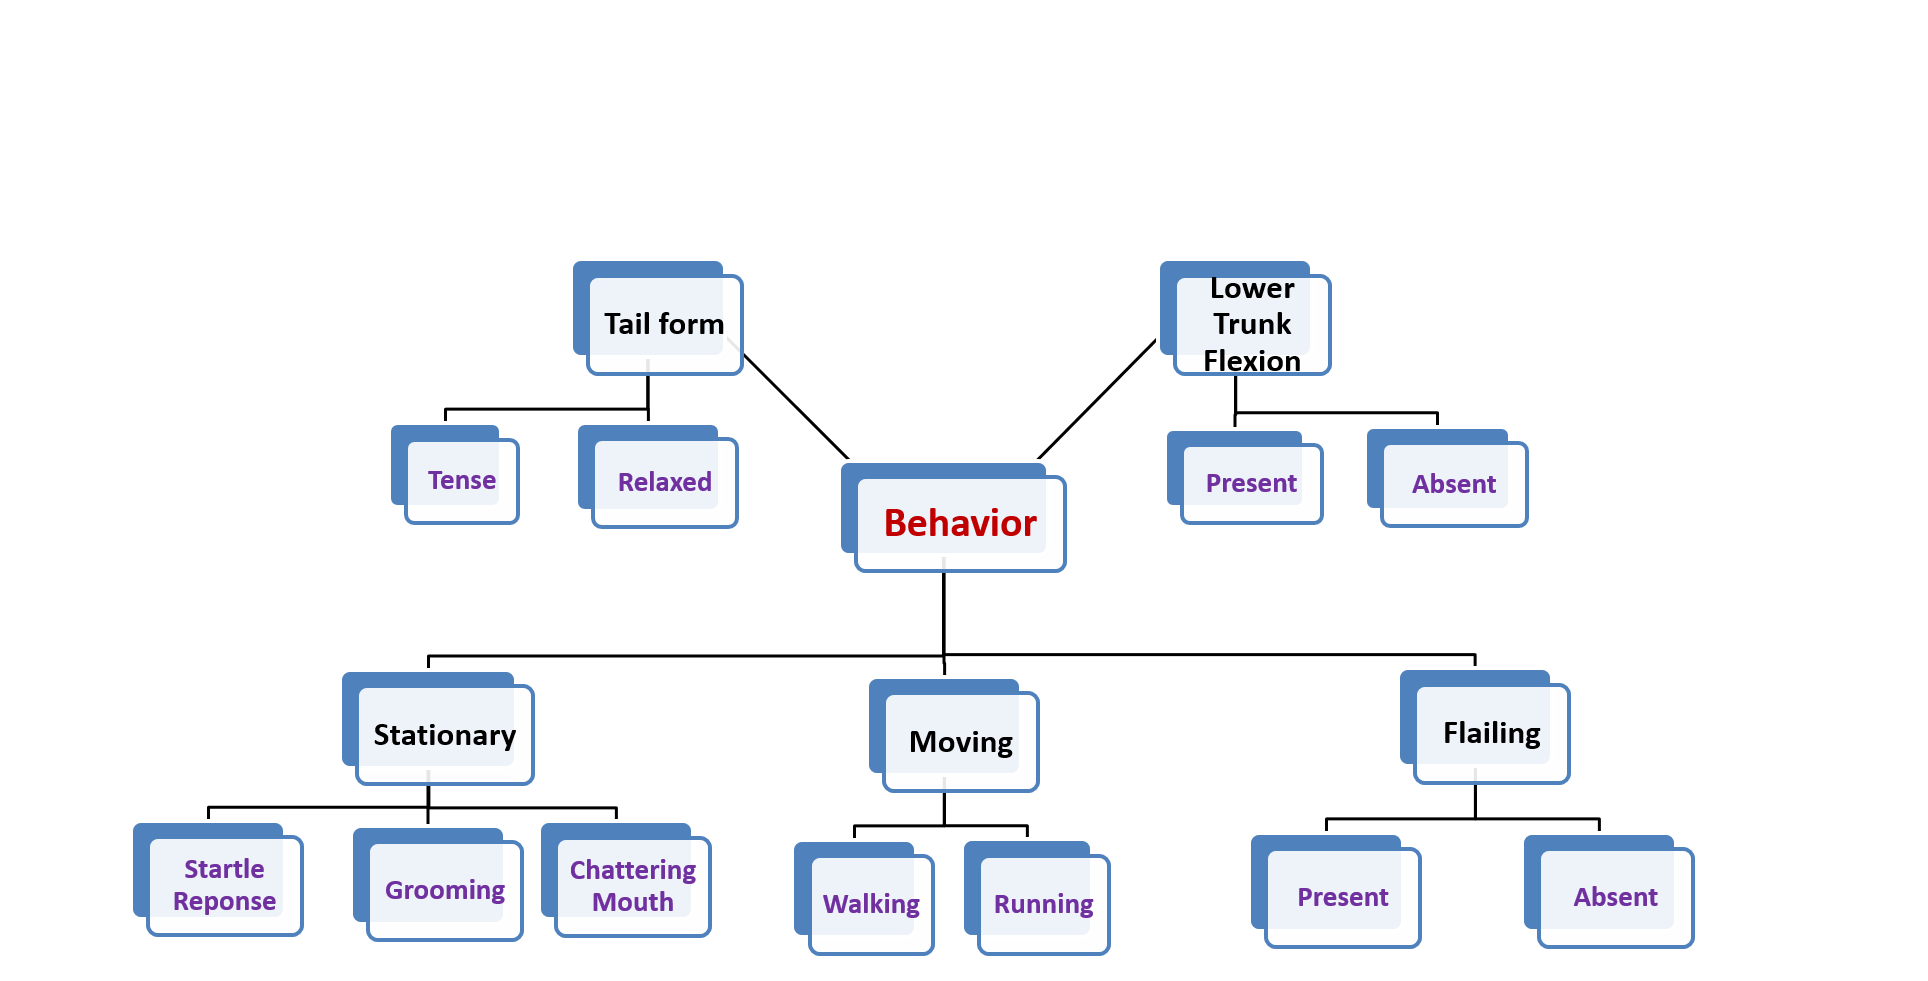 Tail form
Lower
Trunk
Flexion
Tense
Relaxed
Present
Absent
Behavior
Stationary
Moving
Flailing
Startle
Reponse
Grooming
Chattering
Mouth
Walking
Running
Present
Absent